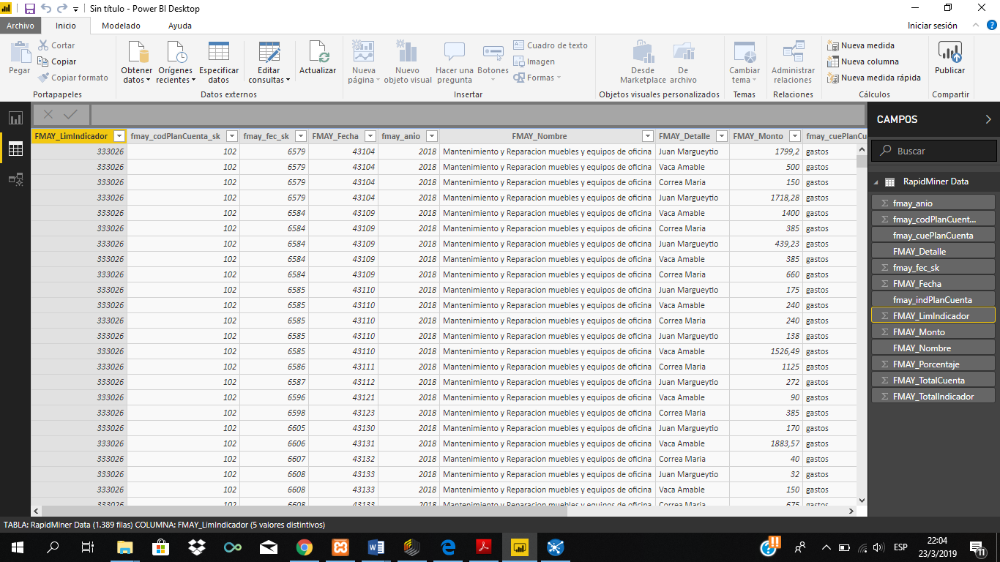 Sin título - Power BI Desktop
Archivo Inicio Modelado Ayuda Iniciar sesión
Pegar Cortar Copiar Copiar formato
Obtener datos Orígenes recientes Especificar datos Editar consultas Actualizar
Nueva página Nuevo objeto visual Hacer una pregunta Botones Cuadro de texto Imagen Formas
Desde Marketplace De archivo Cambiar tema Administrar relaciones
Nueva medida Nueva columna Nueva medida rápida Publicar
Portapapeles Datos externos Insertar Objetos visuales personalizados Temas Relaciones Cálculos Compartir
FMAY_LimIndicador fmay_codPlanCuenta_sk fmay_fec_sk FMAY_Fecha fmay_anio FMAY_Nombre FMAY_Detalle FMAY_Monto fmay_cuePlanCu
333026 102 6579 43104 2018 Mantenimiento y Reparacion muebles y equipos de oficina Juan Margueytio 1799,2 gastos
333026 102 6579 43104 2018 Mantenimiento y Reparacion muebles y equipos de oficina Vaca Amable 500 gastos
333026 102 6579 43104 2018 Mantenimiento y Reparacion muebles y equipos de oficina Correa Maria 150 gastos
333026 102 6579 43104 2018 Mantenimiento y Reparacion muebles y equipos de oficina Juan Margueytio 1718,28 gastos
333026 102 6584 43109 2018 Mantenimiento y Reparacion muebles y equipos de oficina Vaca Amable 1400 gastos
333026 102 6584 43109 2018 Mantenimiento y Reparacion muebles y equipos de oficina Correa Maria 385 gastos
333026 102 6584 43109 2018 Mantenimiento y Reparacion muebles y equipos de oficina Juan Margueytio 439,23 gastos
333026 102 6584 43109 2018 Mantenimiento y Reparacion muebles y equipos de oficina Vaca Amable 385 gastos
333026 102 6584 43109 2018 Mantenimiento y Reparacion muebles y equipos de oficina Correa Maria 660 gastos
333026 102 6585 43110 2018 Mantenimiento y Reparacion muebles y equipos de oficina Juan Margueytio 175 gastos
333026 102 6585 43110 2018 Mantenimiento y Reparacion muebles y equipos de oficina Vaca Amable 240 gastos
333026 102 6585 43110 2018 Mantenimiento y Reparacion muebles y equipos de oficina Correa Maria 240 gastos
333026 102 6585 43110 2018 Mantenimiento y Reparacion muebles y equipos de oficina Juan Margueytio 138 gastos
333026 102 6585 43110 2018 Mantenimiento y Reparacion muebles y equipos de oficina Vaca Amable 1526,49 gastos
333026 102 6586 43111 2018 Mantenimiento y Reparacion muebles y equipos de oficina Correa Maria 1125 gastos
333026 102 6587 43112 2018 Mantenimiento y Reparacion muebles y equipos de oficina Juan Margueytio 272 gastos
333026 102 6596 43121 2018 Mantenimiento y Reparacion muebles y equipos de oficina Vaca Amable 90 gastos
333026 102 6598 43123 2018 Mantenimiento y Reparacion muebles y equipos de oficina Correa Maria 385 gastos
333026 102 6605 43130 2018 Mantenimiento y Reparacion muebles y equipos de oficina Juan Margueytio 170 gastos
333026 102 6606 43131 2018 Mantenimiento y Reparacion muebles y equipos de oficina Vaca Amable 1883,57 gastos
333026 102 6607 43132 2018 Mantenimiento y Reparacion muebles y equipos de oficina Correa Maria 40 gastos
333026 102 6608 43133 2018 Mantenimiento y Reparacion muebles y equipos de oficina Juan Margueytio 32 gastos
333026 102 6608 43133 2018 Mantenimiento y Reparacion muebles y equipos de oficina Vaca Amable 150 gastos
333026 102 6608 43133 2018 Mantenimiento y Reparacion muebles y equipos de oficina Correa Maria 675 gastos
CAMPOS
Buscar
RapidMiner Data
fmay_anio
fmay_codPlanCuent...
fmay_cuePlanCuenta
FMAY_Detalle
fmay_fec_sk
FMAY_Fecha
fmay_indPlanCuenta
FMAY_LimIndicador
FMAY_Monto
FMAY_Nombre
FMAY_Porcentaje
FMAY_TotalCuenta
FMAY_TotalIndicador
TABLA: RapidMiner Data (1.389 filas) COLUMNA: FMAY_LimIndicador (5 valores distintivos)
ESP
22:04
23/3/2019
11